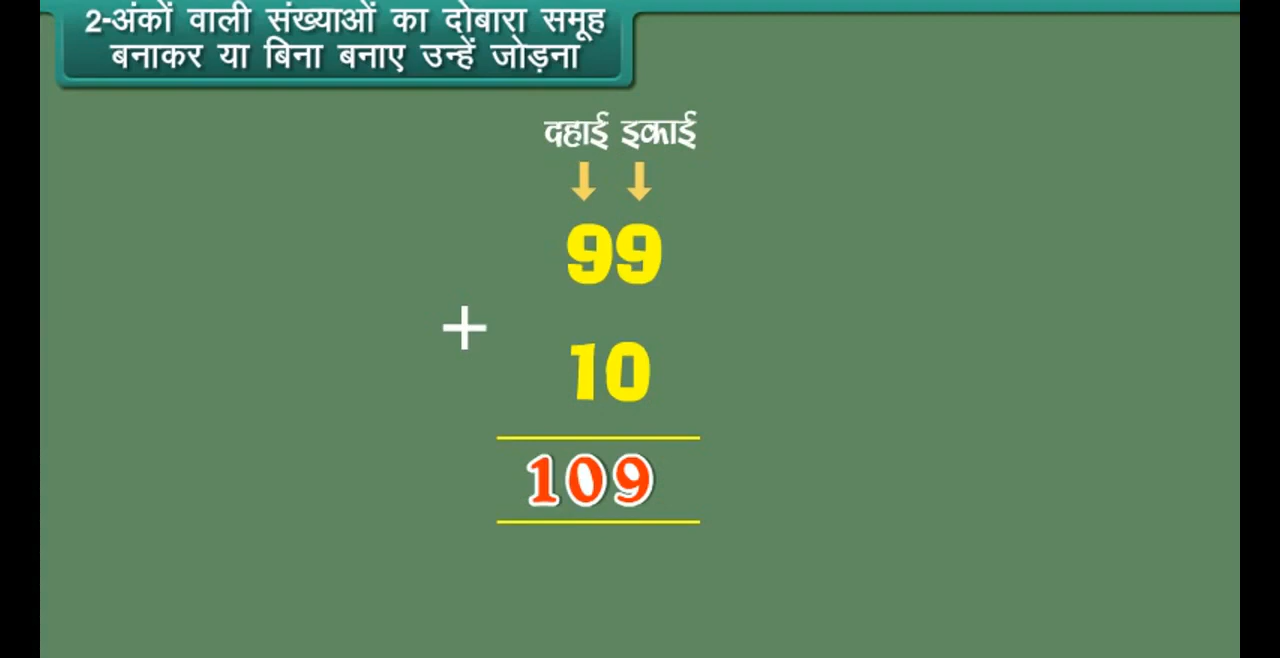 2-अंकों वाली संख्याओं का दोबारा समूह
बनाकर या बिना बनाए उन्हें जोड़ना
दहाई इकाई
99
+
10
109